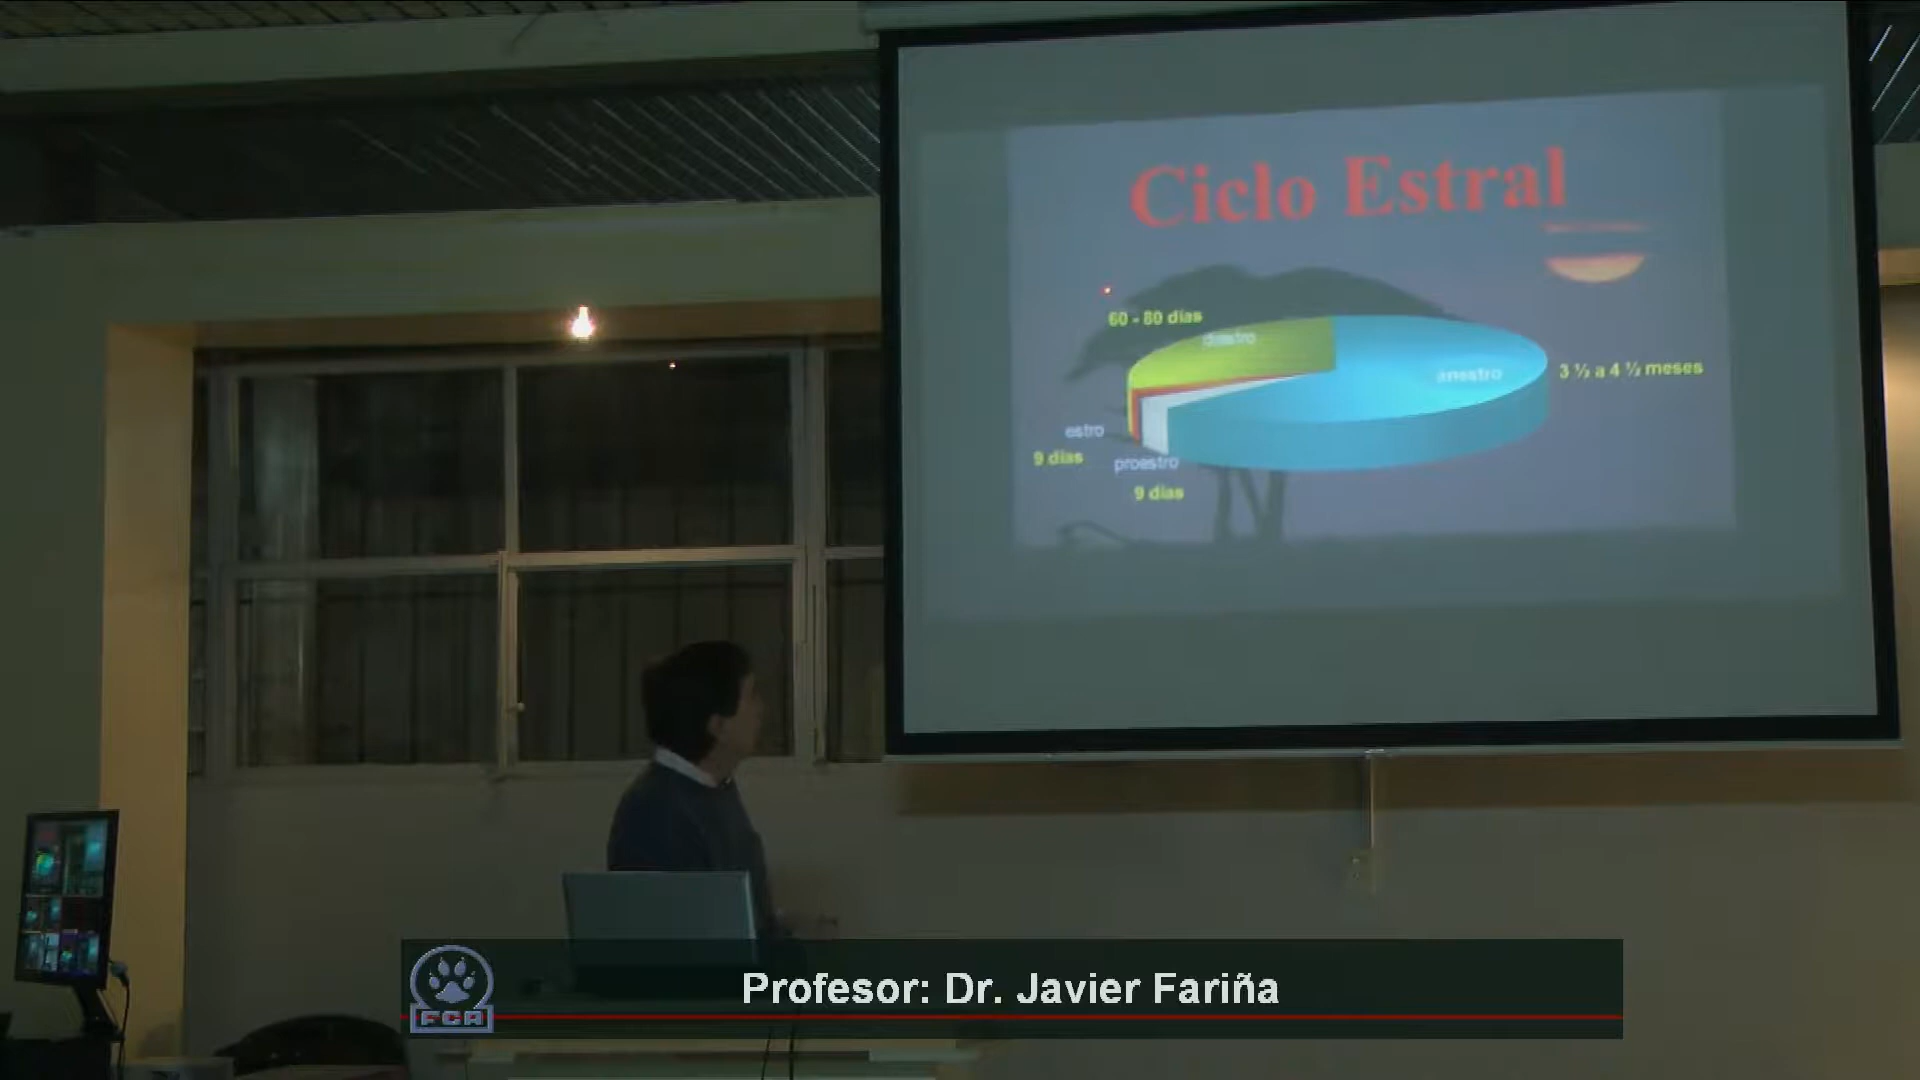 Ciclo Estral
60 - 80 días
diestro
anestro
3 ½ a 4 ½ meses
estro
9 días
proestro
9 días
Profesor: Dr. Javier Fariña
FCA